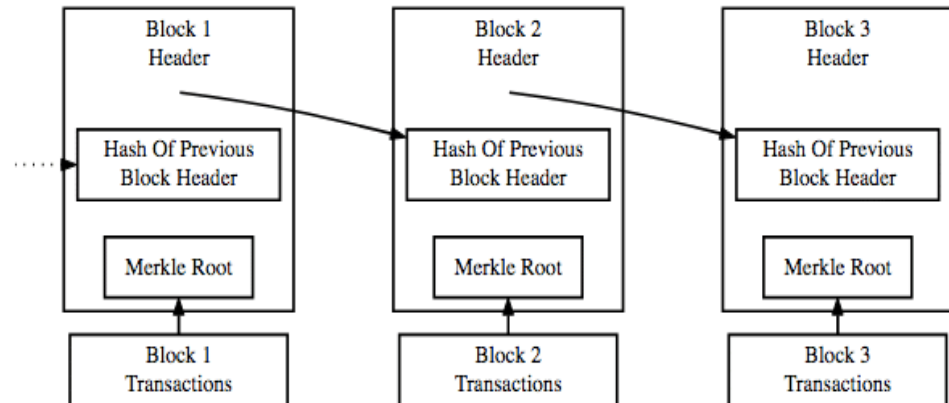 Block 1
Header
Hash Of Previous
Block Header
Merkle Root
Block 1
Transactions
Block 2
Header
Hash Of Previous
Block Header
Merkle Root
Block 2
Transactions
Block 3
Header
Hash Of Previous
Block Header
Merkle Root
Block 3
Transactions